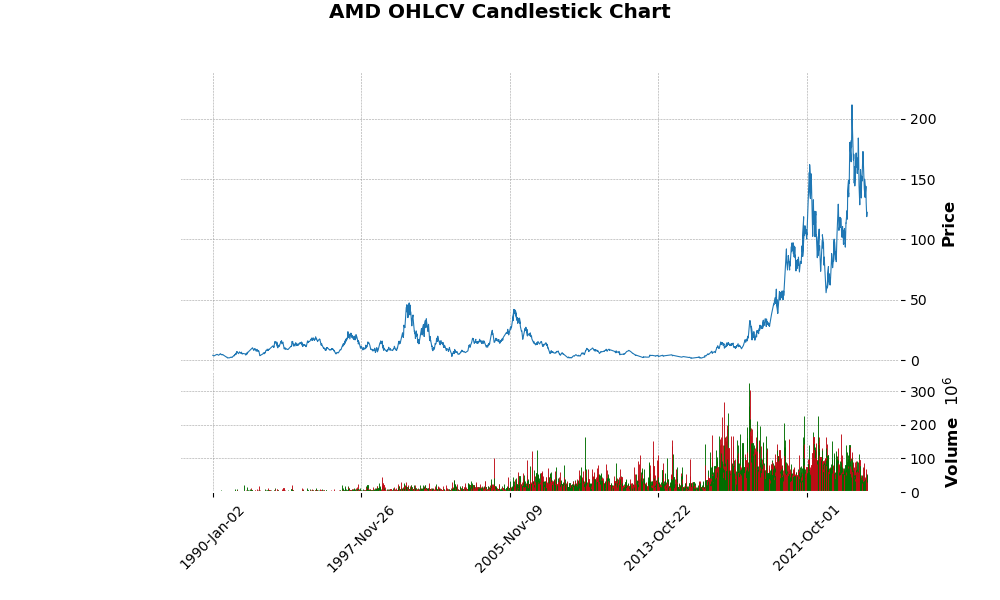 AMD OHLCV Candlestick Chart
200
150
100
50
0
Price
300
200
100
0
Volume 10^6
1990-Jan-02
1997-Nov-26
2005-Nov-09
2013-Oct-22
2021-Oct-01